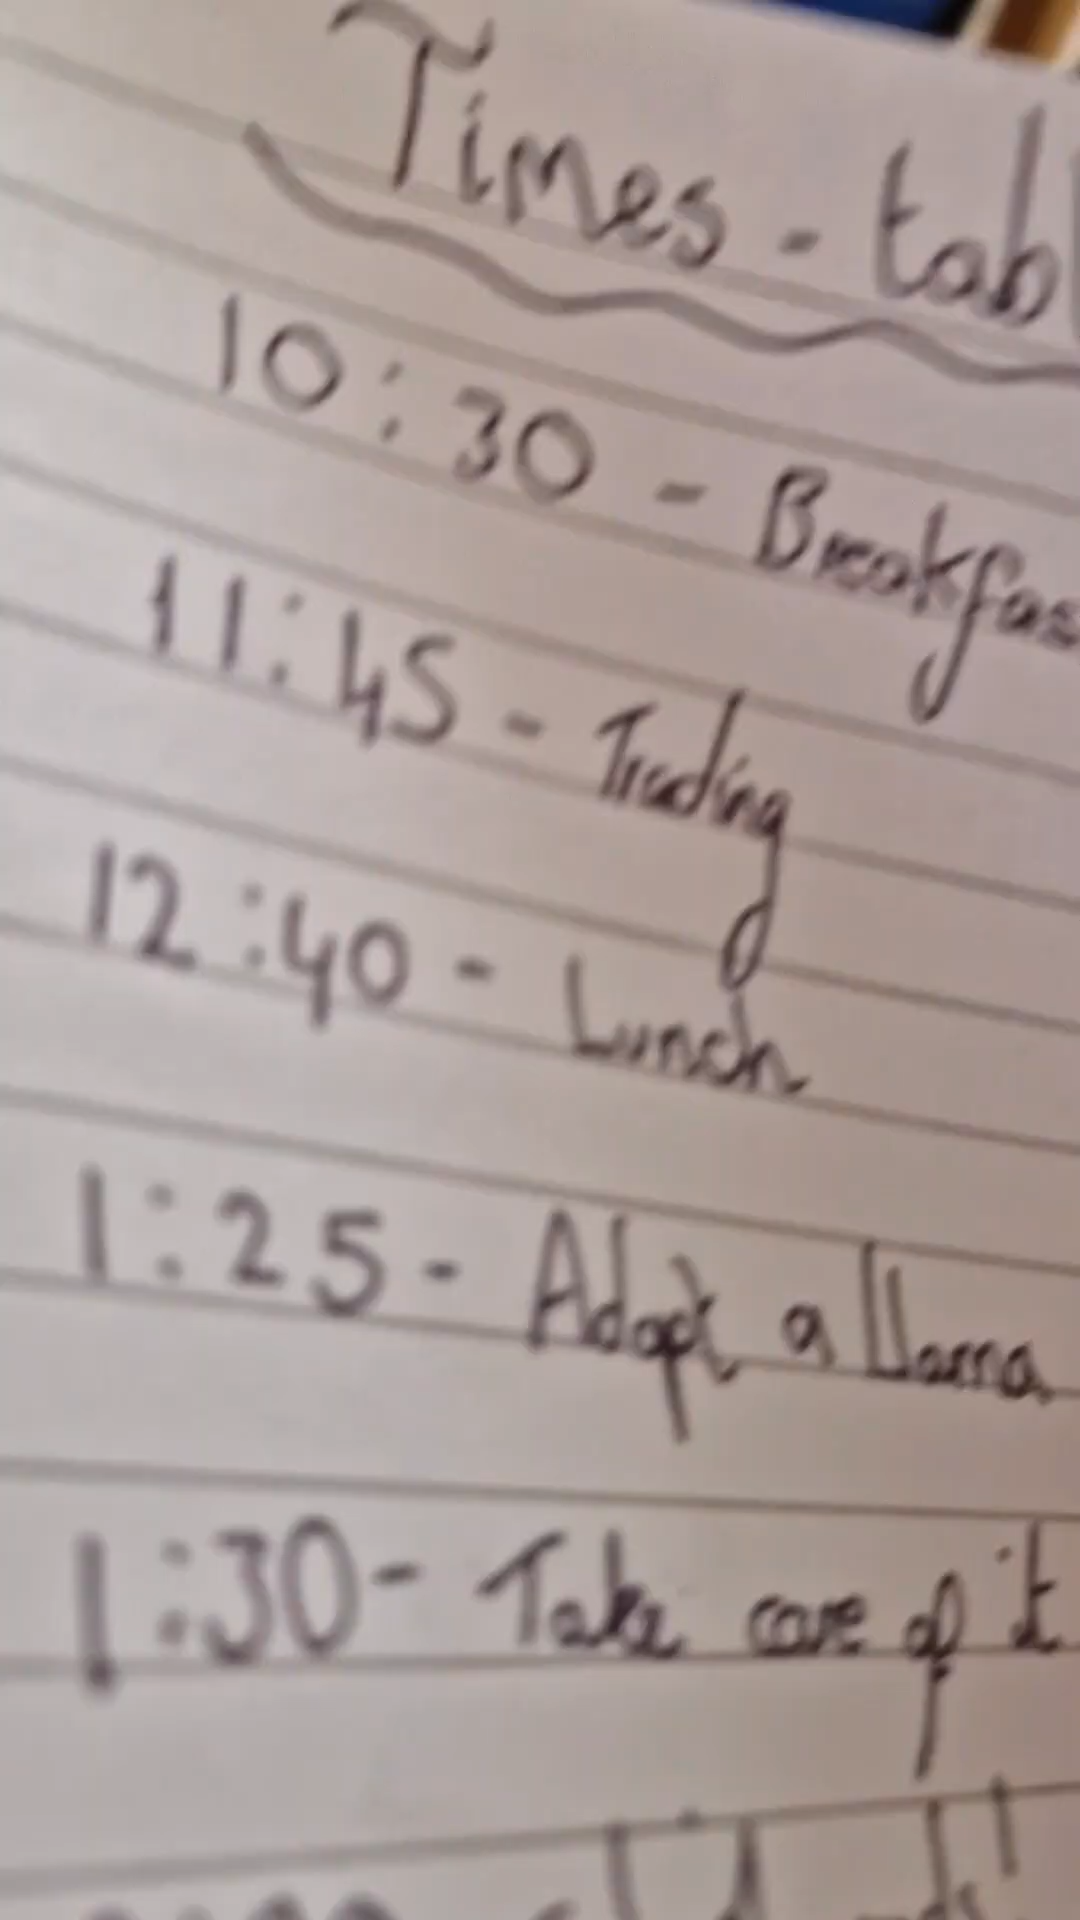 Times-tabl
10:30 - Breakfas
11:45 - Trading
12:40 - Lunch
1:25 - Adopt a llama
1:30 - Take care of it